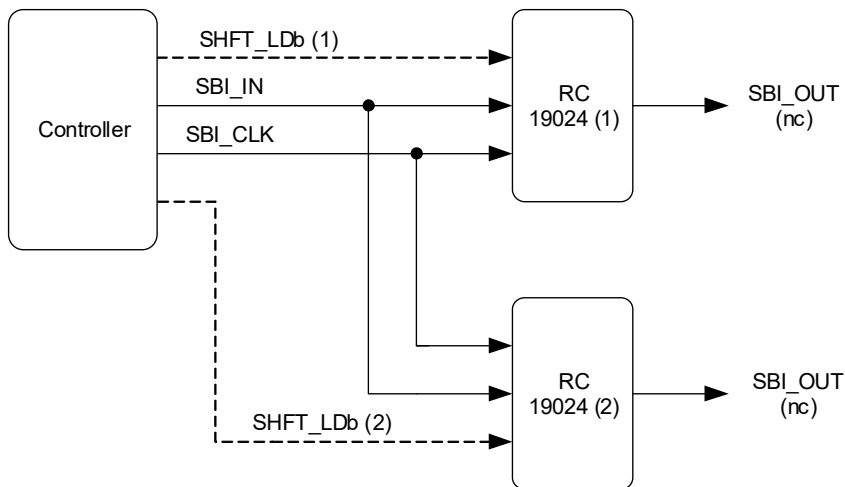 SHFT_LDb (1)
SBI_IN
SBI_CLK
Controller
RC
19024 (1)
SBI_OUT
(nc)
RC
19024 (2)
SBI_OUT
(nc)
SHFT_LDb (2)